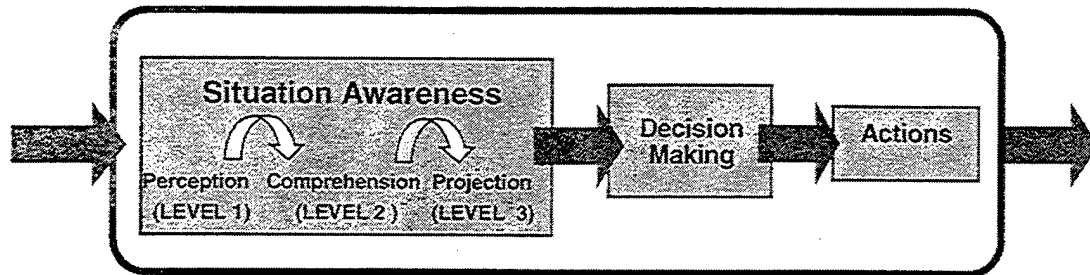 Situation Awareness
Perception Comprehension Projection
(LEVEL 1) (LEVEL 2 ) (LEVEL 3)
Decision
Making
Actions